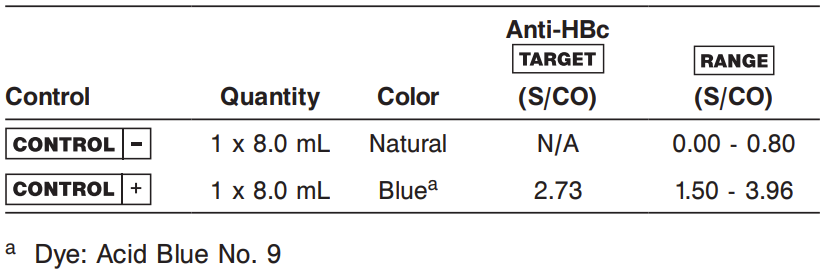 Anti-HBc
TARGET RANGE
Control Quantity Color (S/CO) (S/CO)
CONTROL - 1 x 8.0 mL Natural N/A 0.00 - 0.80
CONTROL + 1 x 8.0 mL Blueᵃ 2.73 1.50 - 3.96
ᵃ Dye: Acid Blue No. 9